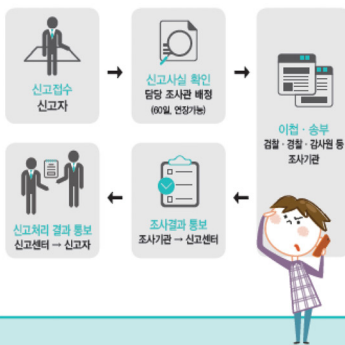 신고접수
신고자
신고사실 확인
담당 조사관 배정
(60일, 연장가능)
이첩·송부
검찰·경찰·감사원 등
조사기관
조사결과 통보
조사기관 → 신고센터
신고처리 결과 통보
신고센터 → 신고자